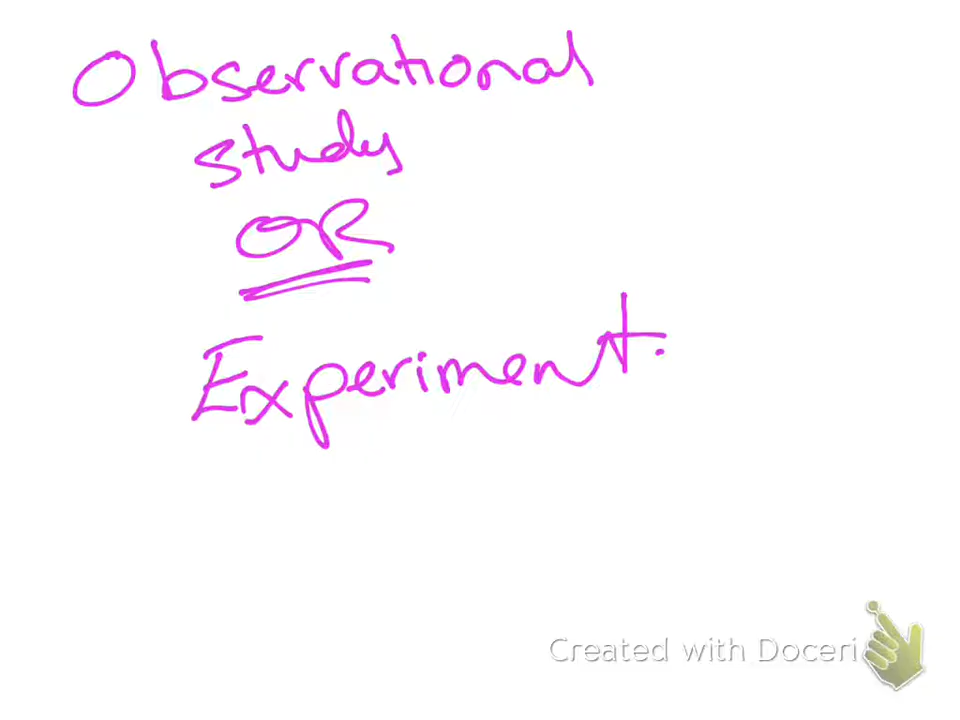 Observational
study
OR
Experiment.
Created with Doceri